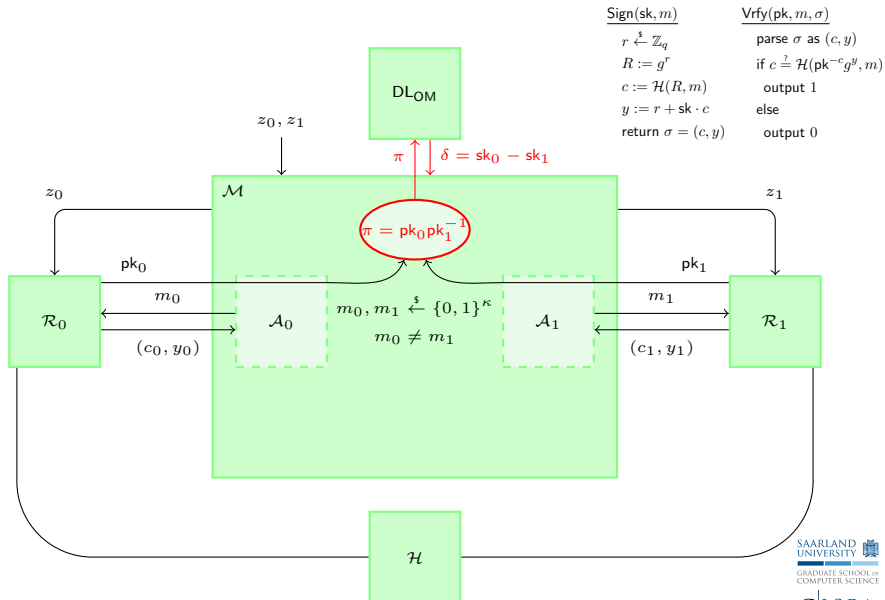 Sign(sk, m)
r $← ℤ_q
R := g^r
c := ℋ(R, m)
y := r + sk · c
return σ = (c, y)
Vrfy(pk, m, σ)
parse σ as (c, y)
if c ?= ℋ(pk^{-c} g^y, m)
output 1
else
output 0
DL_OM
z_0, z_1
π
δ = sk_0 − sk_1
ℳ
z_0
z_1
π = pk_0 pk_1^{-1}
pk_0
pk_1
m_0
m_1
ℛ_0
𝒜_0
m_0, m_1 $← {0, 1}^κ
m_0 ≠ m_1
𝒜_1
ℛ_1
(c_0, y_0)
(c_1, y_1)
ℋ
SAARLAND
UNIVERSITY
GRADUATE SCHOOL OF
COMPUTER SCIENCE